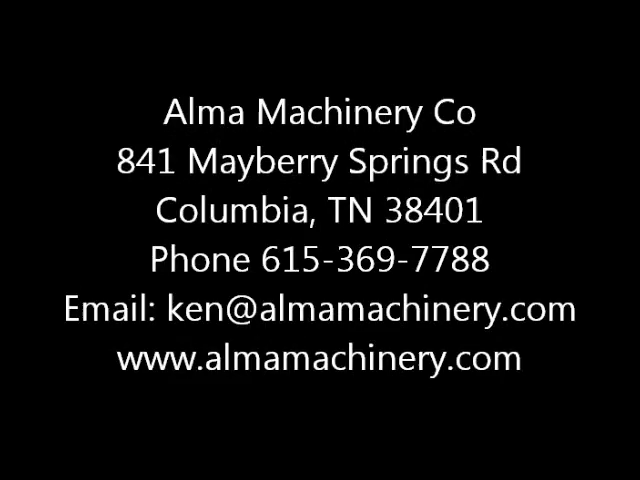 Alma Machinery Co
841 Mayberry Springs Rd
Columbia, TN 38401
Phone 615-369-7788
Email: ken@almamachinery.com
www.almamachinery.com